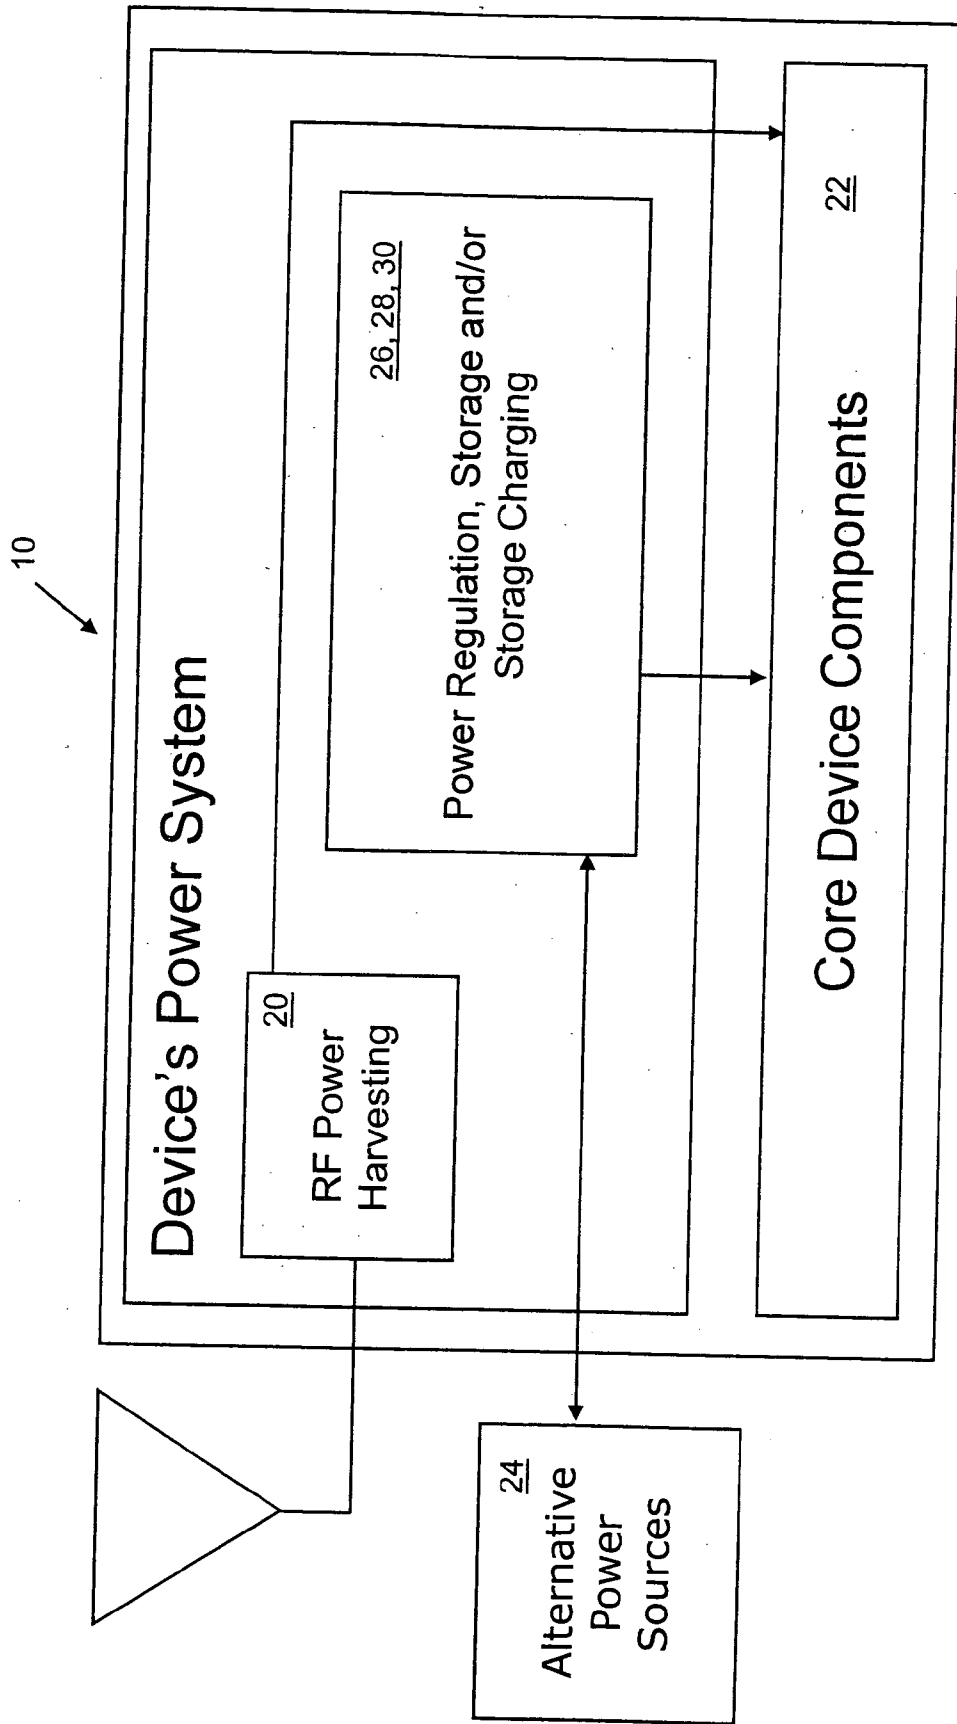 10
Device's Power System
20
RF Power
Harvesting
26, 28, 30
Power Regulation, Storage and/or
Storage Charging
24
Alternative
Power
Sources
22
Core Device Components